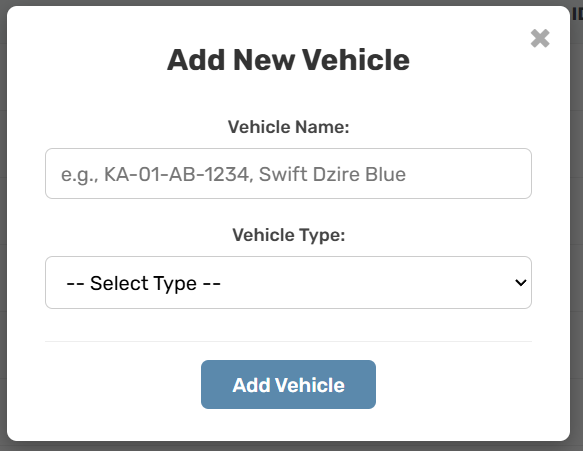 Add New Vehicle
Vehicle Name:
e.g., KA-01-AB-1234, Swift Dzire Blue
Vehicle Type:
-- Select Type --
Add Vehicle